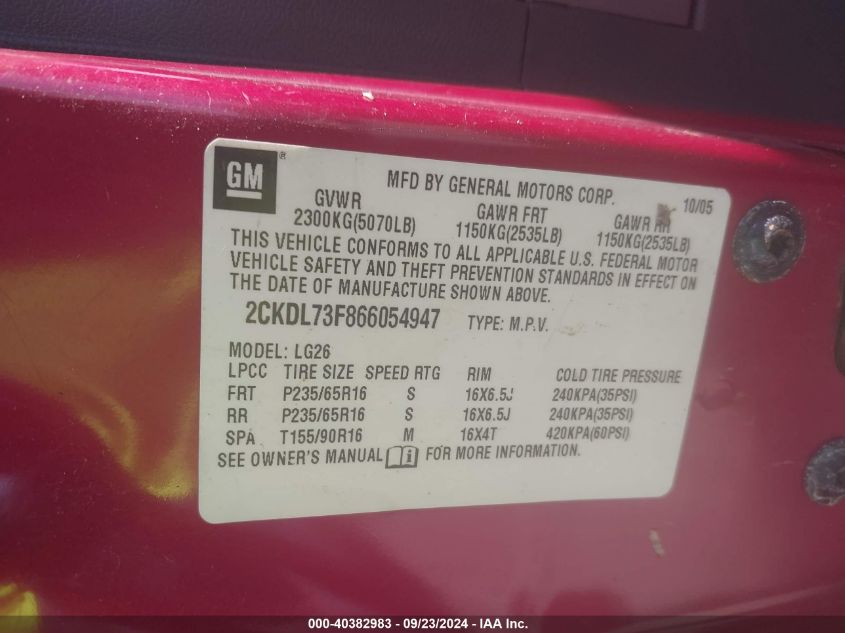 GM ®
MFD BY GENERAL MOTORS CORP. 10/05
GVWR GAWR FRT GAWR RR
2300KG(5070LB) 1150KG(2535LB) 1150KG(2535LB)
THIS VEHICLE CONFORMS TO ALL APPLICABLE U.S. FEDERAL MOTOR
VEHICLE SAFETY AND THEFT PREVENTION STANDARDS IN EFFECT ON
THE DATE OF MANUFACTURE SHOWN ABOVE.
2CKDL73F866054947 TYPE: M.P.V.
MODEL: LG26
LPCC TIRE SIZE SPEED RTG RIM COLD TIRE PRESSURE
FRT P235/65R16 S 16X6.5J 240KPA(35PSI)
RR P235/65R16 S 16X6.5J 240KPA(35PSI)
SPA T155/90R16 M 16X4T 420KPA(60PSI)
SEE OWNER'S MANUAL i FOR MORE INFORMATION.
000-40382983 - 09/23/2024 - IAA Inc.